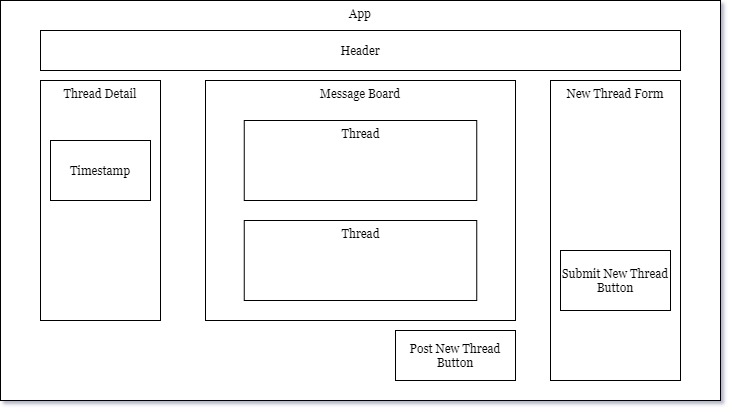 App
Header
Thread Detail
Timestamp
Message Board
Thread
Thread
Post New Thread
Button
New Thread Form
Submit New Thread
Button